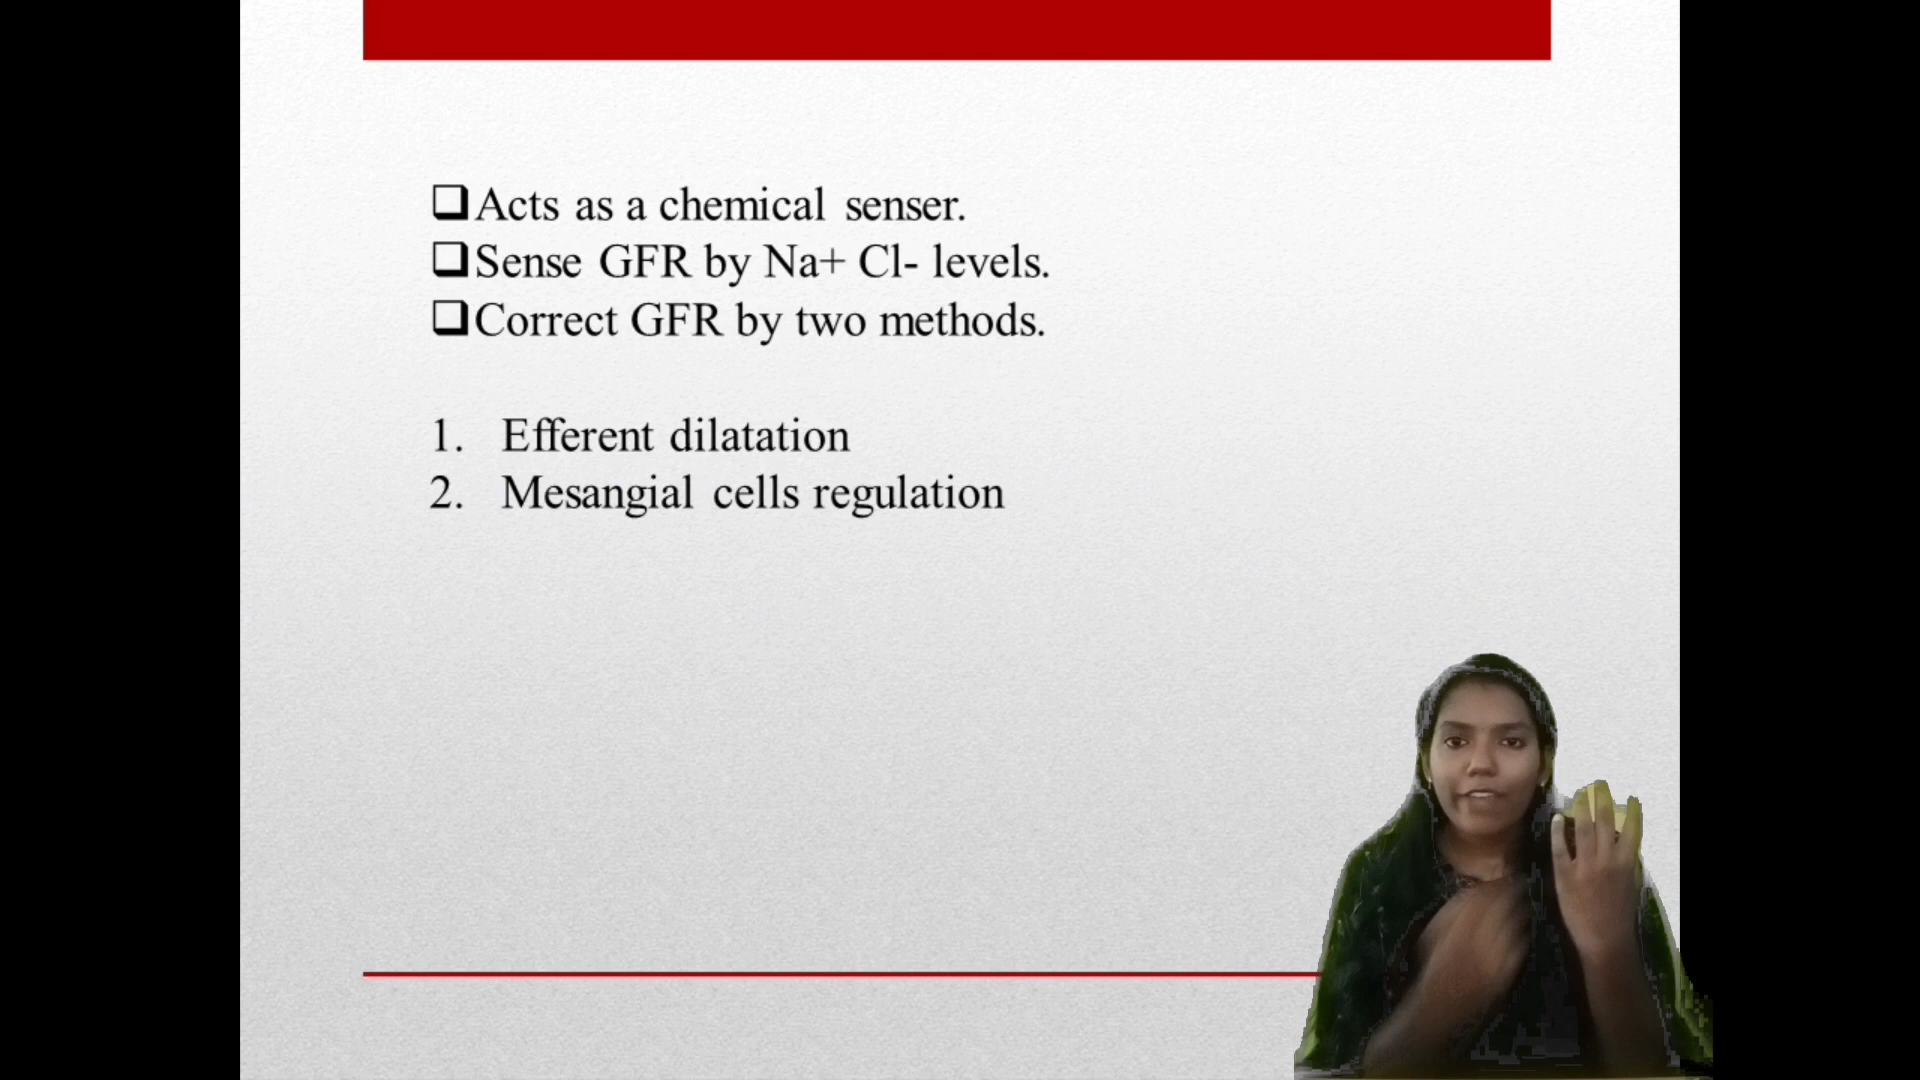 ❑Acts as a chemical senser.
❑Sense GFR by Na+ Cl- levels.
❑Correct GFR by two methods.
1. Efferent dilatation
2. Mesangial cells regulation